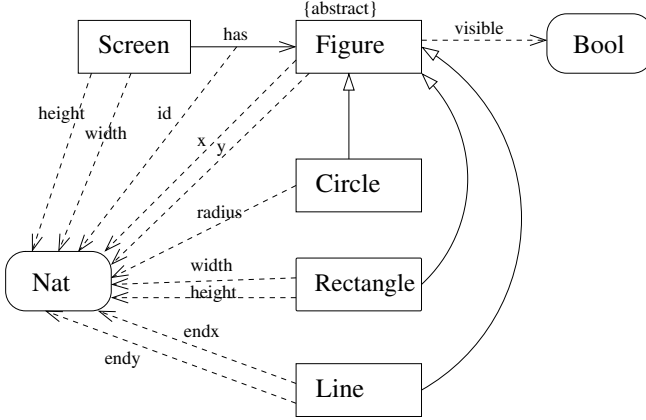 {abstract}
Screen
has
Figure
visible
Bool
height
width
id
x
y
Circle
radius
Nat
width
height
Rectangle
endx
endy
Line